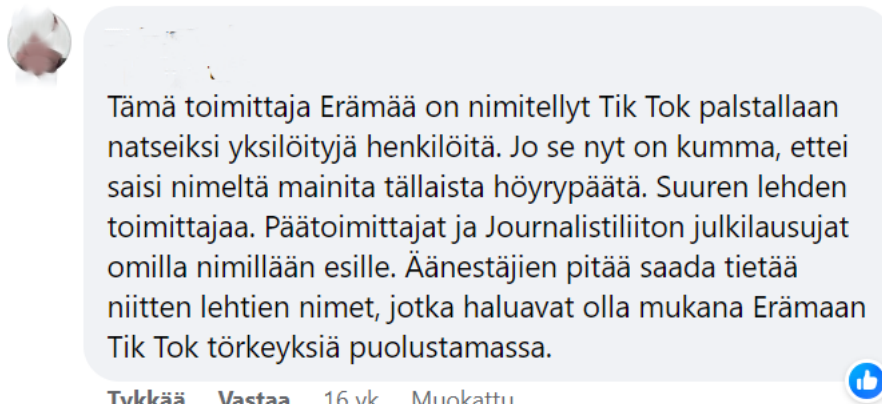 Tämä toimittaja Erämää on nimitellyt Tik Tok palstallaan
natseiksi yksilöityjä henkilöitä. Jo se nyt on kumma, ettei
saisi nimeltä mainita tällaista höyrypäätä. Suuren lehden
toimittajaa. Päätoimittajat ja Journalistiliiton julkilausujat
omilla nimillään esille. Äänestäjien pitää saada tietää
niitten lehtien nimet, jotka haluavat olla mukana Erämaan
Tik Tok törkeyksiä puolustamassa.
Tykkää Vastaa 16 vk Muokattu